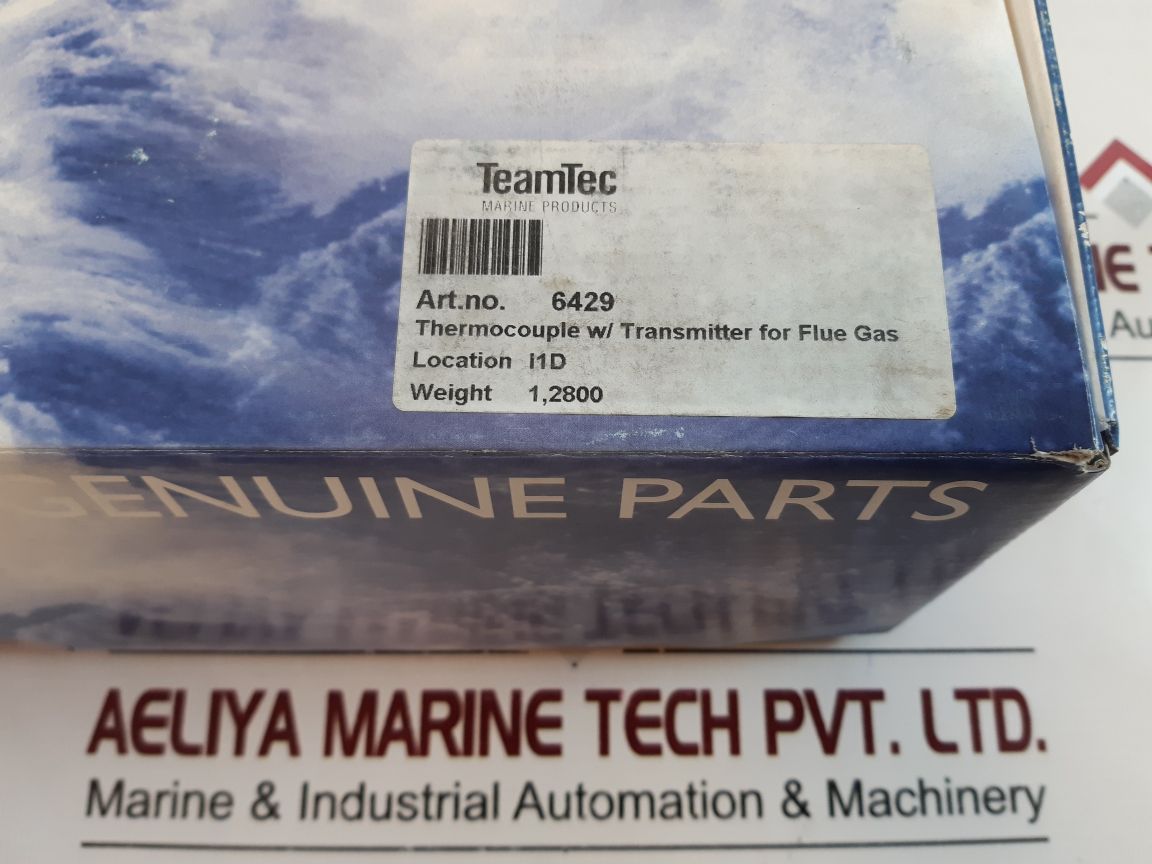 TeamTec
MARINE PRODUCTS
Art.no. 6429
Thermocouple w/ Transmitter for Flue Gas
Location I1D
Weight 1,2800
GENUINE PARTS
AELIYA MARINE TECH PVT. LTD.
Marine & Industrial Automation & Machinery